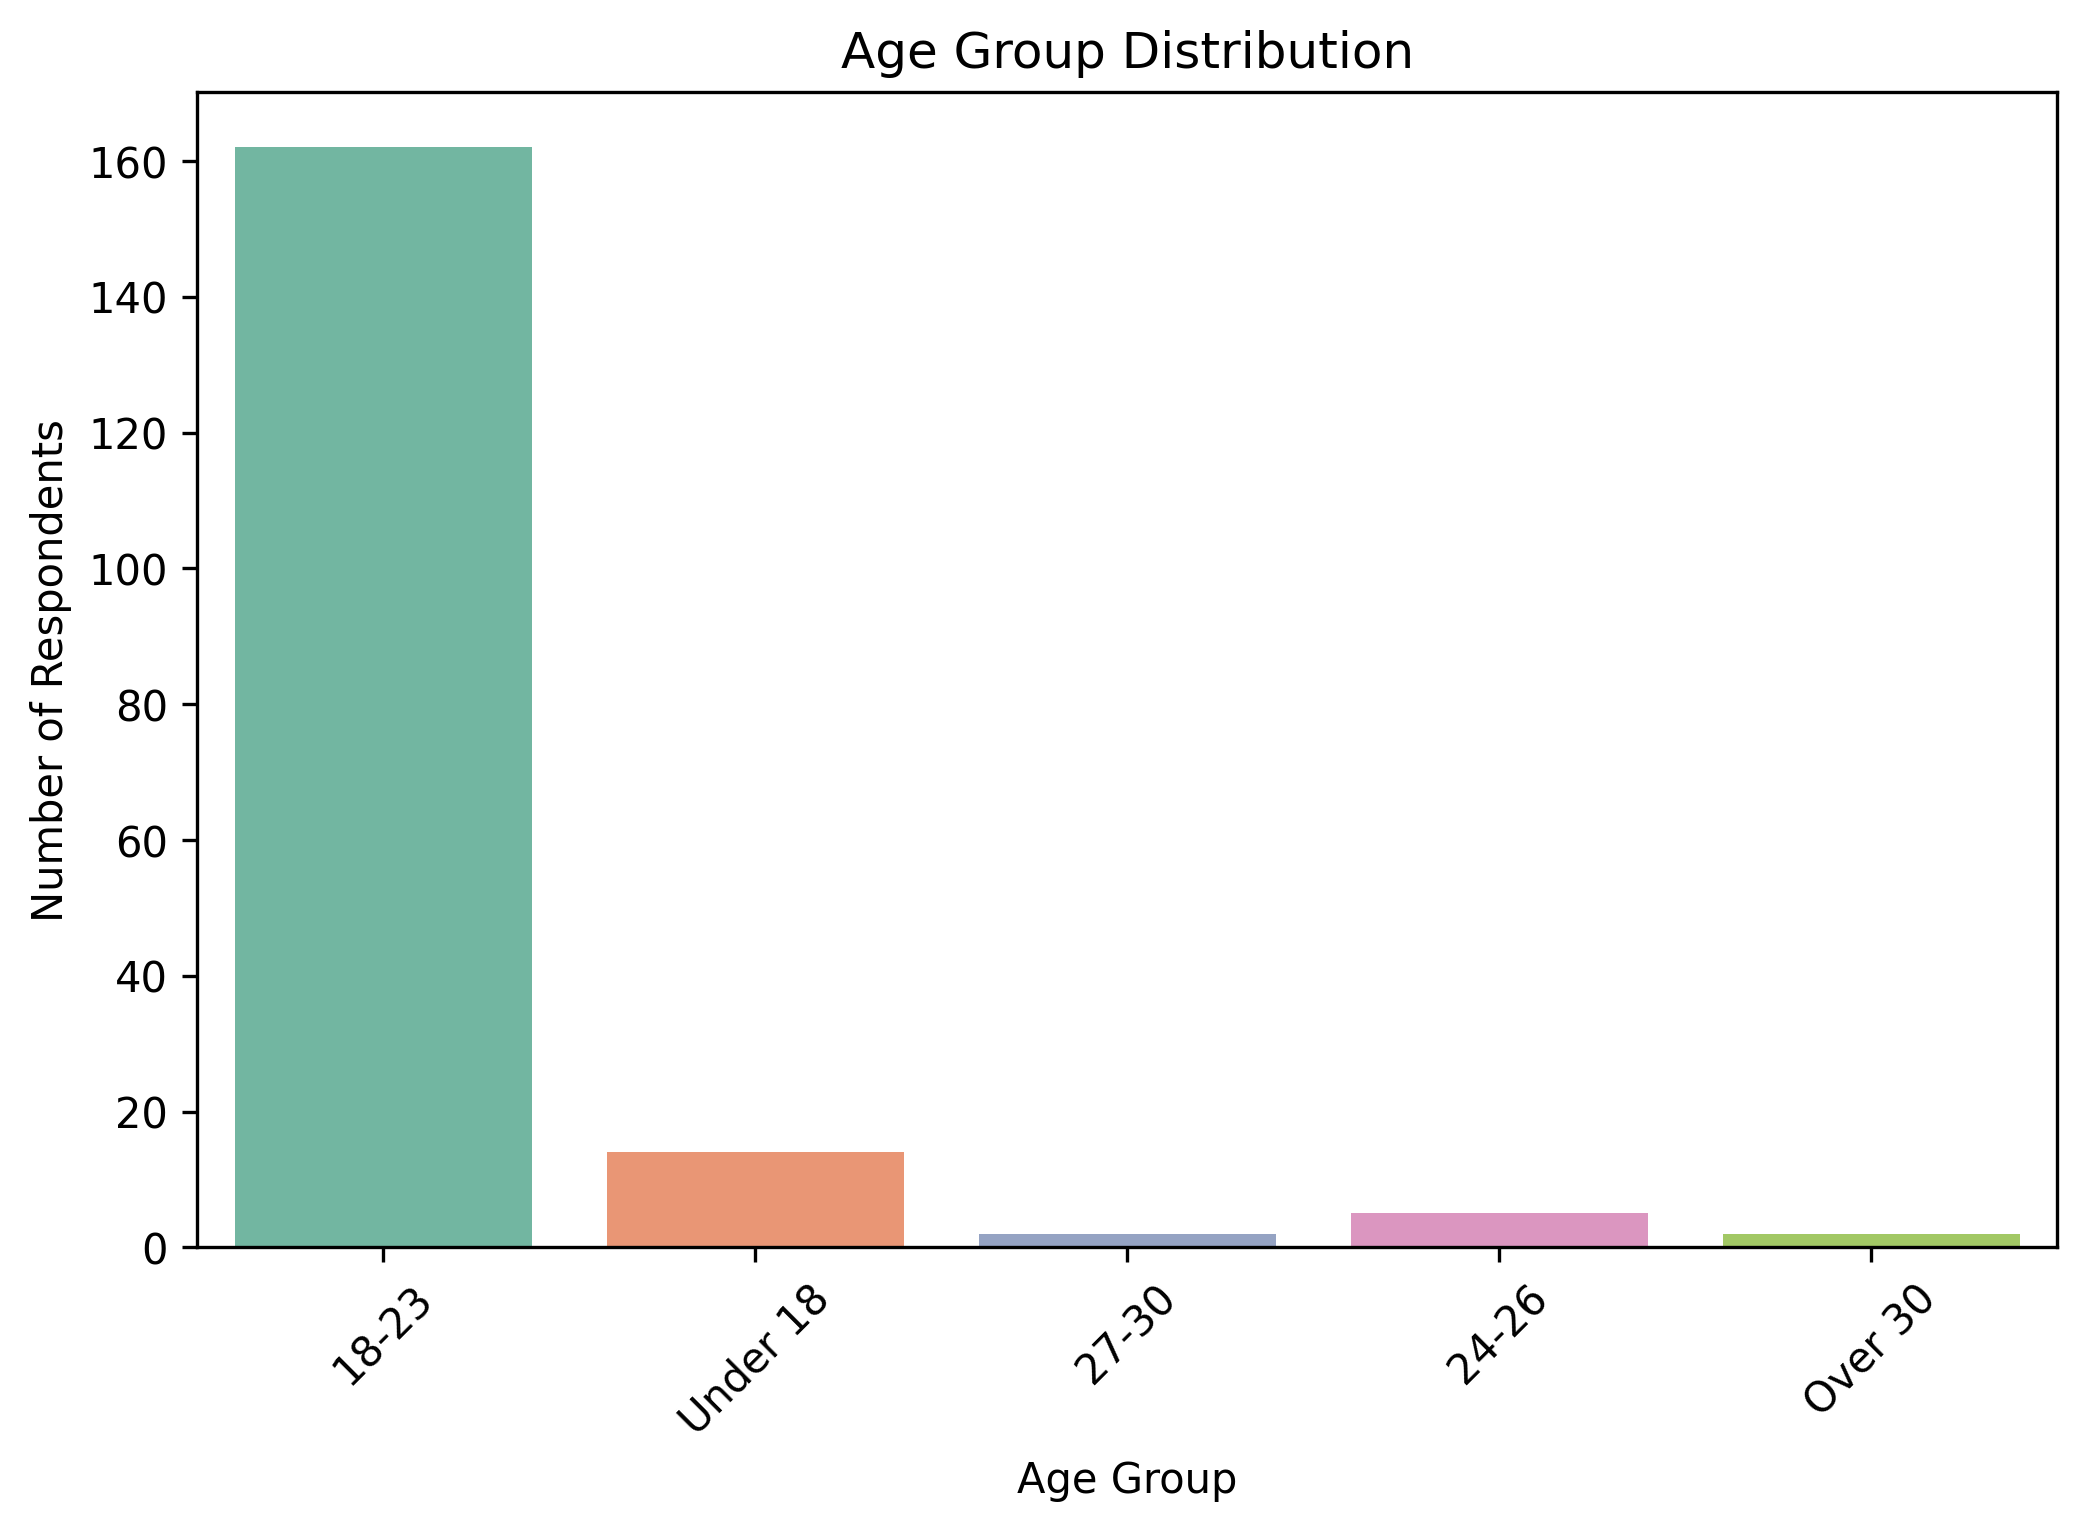 Age Group Distribution
Number of Respondents
160
140
120
100
80
60
40
20
0
18-23
Under 18
27-30
24-26
Over 30
Age Group